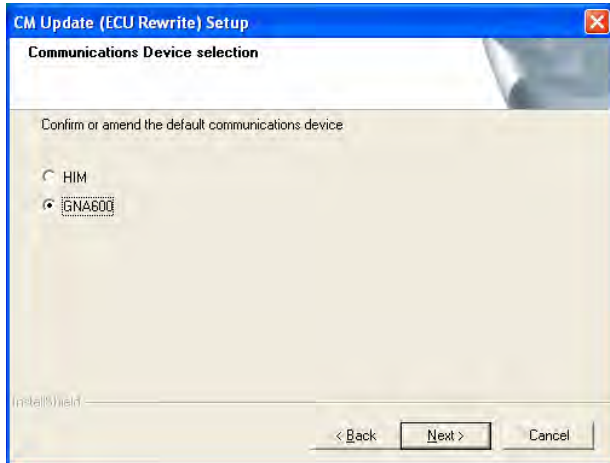 CM Update (ECU Rewrite) Setup
Communications Device selection
Confirm or amend the default communications device
HIM
GNA600
InstallShield
< Back Next > Cancel